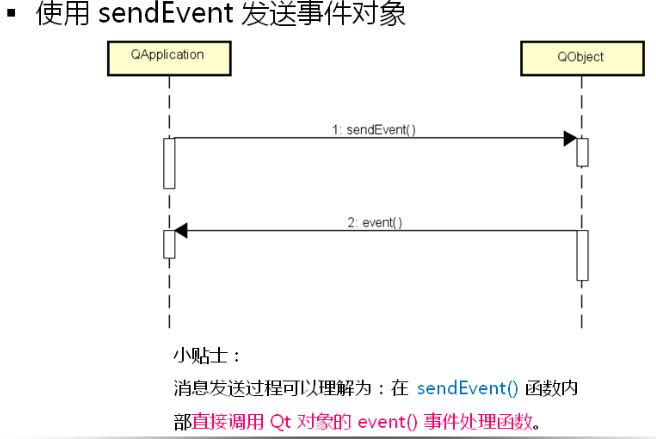 ▪ 使用 sendEvent 发送事件对象
QApplication
QObject
1: sendEvent()
2: event()
小贴士：
消息发送过程可以理解为：在 sendEvent() 函数内
部直接调用 Qt 对象的 event() 事件处理函数。